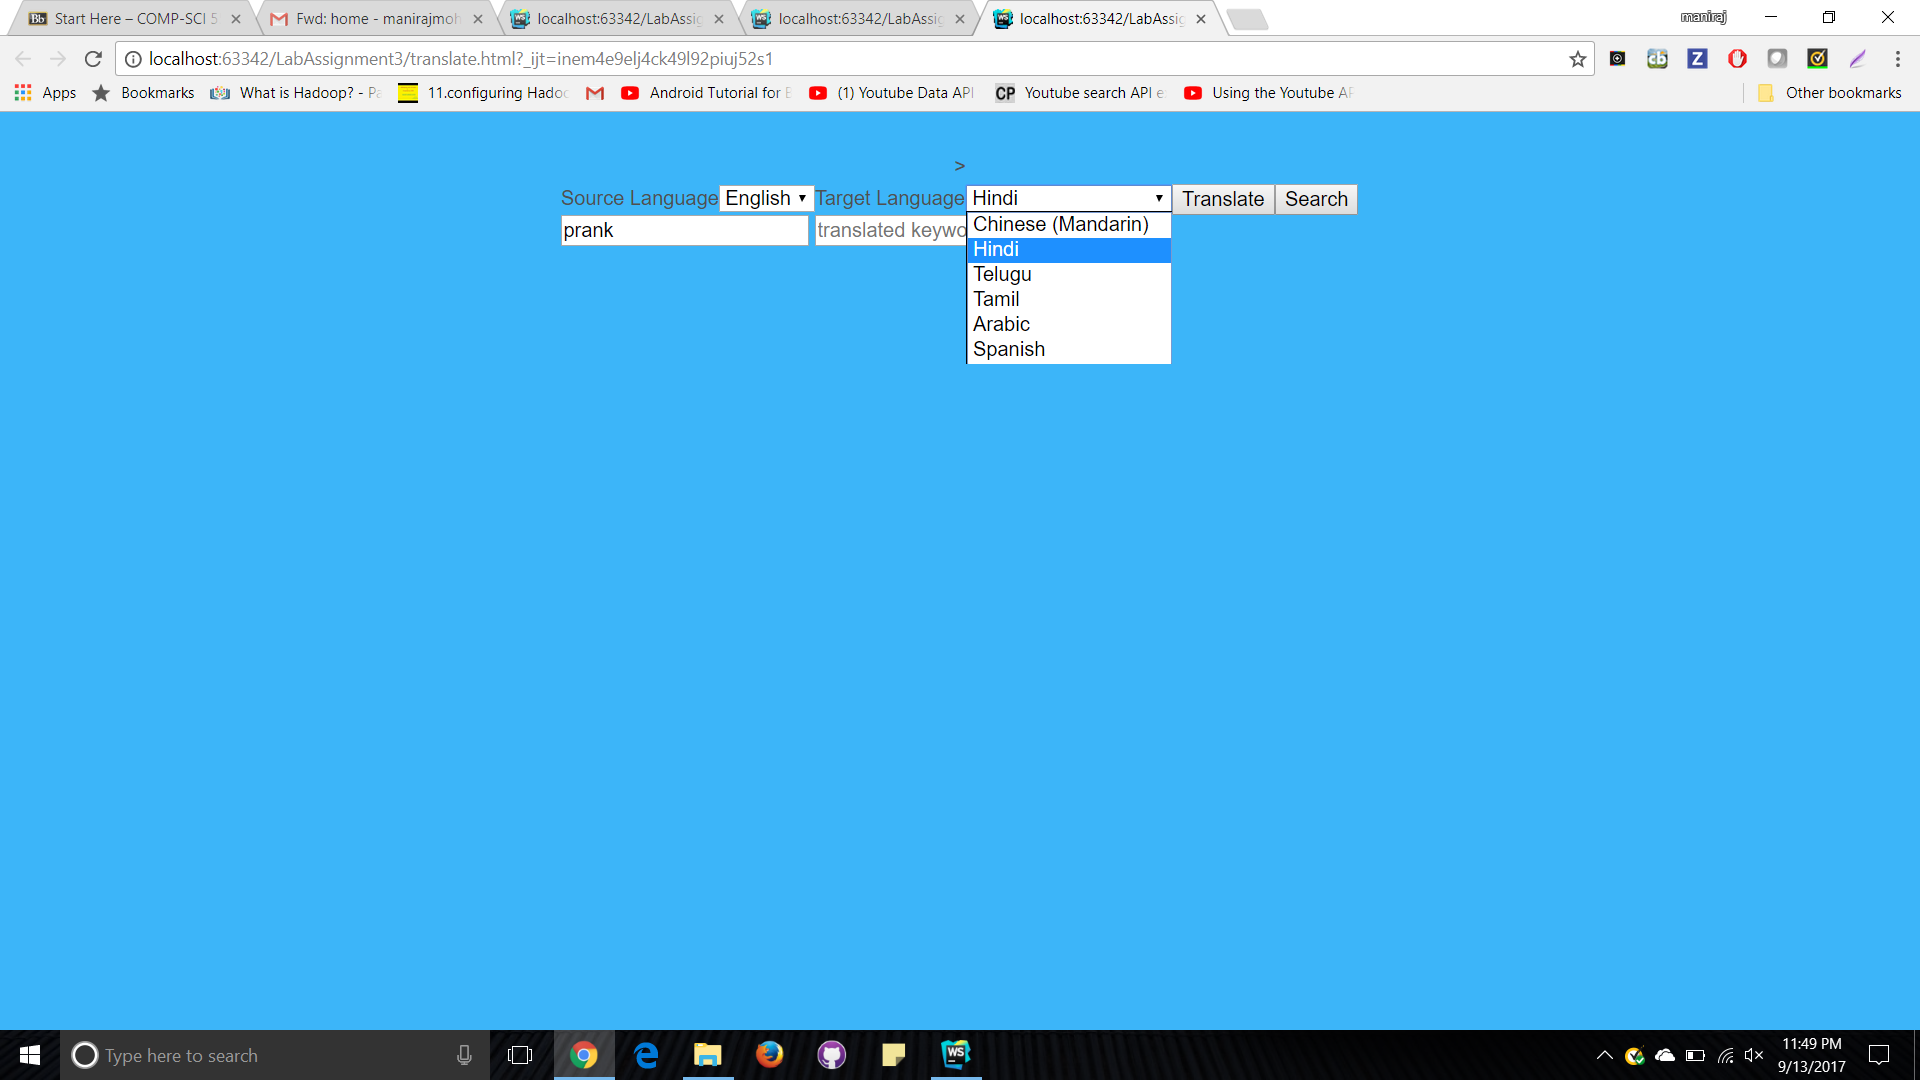 Start Here – COMP-SCI 5
Fwd: home - manirajmoh
localhost:63342/LabAssig
localhost:63342/LabAssig
localhost:63342/LabAssig
maniraj
localhost:63342/LabAssignment3/translate.html?_ijt=inem4e9elj4ck49l92piuj52s1
Apps
Bookmarks
What is Hadoop? - Pa
11.configuring Hadoo
Android Tutorial for B
(1) Youtube Data API
CP
Youtube search API e
Using the Youtube AP
Other bookmarks
>
Source Language English Target Language Hindi Translate Search
prank translated keywo
Chinese (Mandarin)
Hindi
Telugu
Tamil
Arabic
Spanish
Type here to search
11:49 PM
9/13/2017